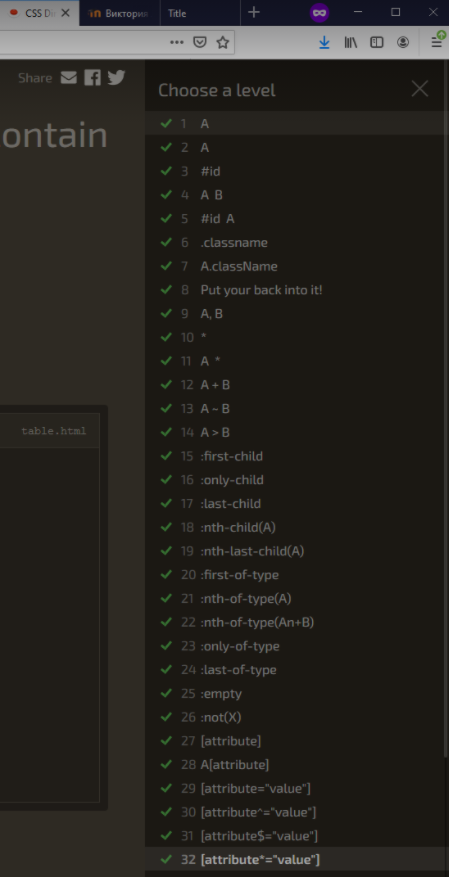 CSS Di
in Виктория
Title
Share
Choose a level
ontain
1 A
2 A
3 #id
4 A B
5 #id A
6 .classname
7 A.className
8 Put your back into it!
9 A, B
10 *
11 A *
12 A + B
13 A ~ B
table.html
14 A > B
15 :first-child
16 :only-child
17 :last-child
18 :nth-child(A)
19 :nth-last-child(A)
20 :first-of-type
21 :nth-of-type(A)
22 :nth-of-type(An+B)
23 :only-of-type
24 :last-of-type
25 :empty
26 :not(X)
27 [attribute]
28 A[attribute]
29 [attribute="value"]
30 [attribute^="value"]
31 [attribute$="value"]
32 [attribute*="value"]